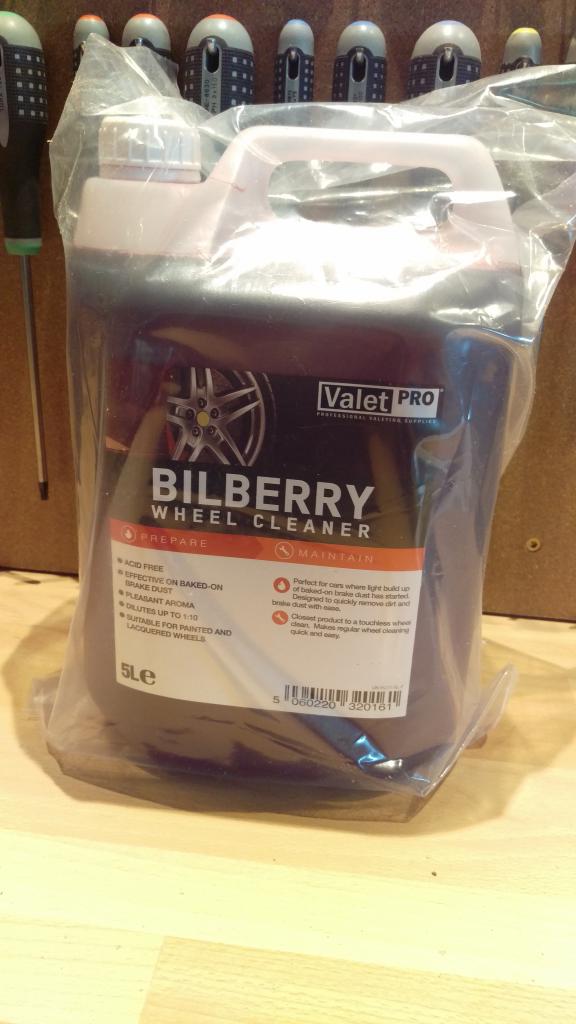 Valet PRO
PROFESSIONAL VALETING SUPPLIES
BILBERRY
WHEEL CLEANER
PREPARE
MAINTAIN
ACID FREE
EFFECTIVE ON BAKED-ON
BRAKE DUST
PLEASANT AROMA
DILUTES UP TO 1:10
SUITABLE FOR PAINTED AND
LACQUERED WHEELS
Perfect for cars where light build up
of baked-on brake dust has started.
Designed to quickly remove dirt and
brake dust with ease.
Closest product to a touchless wheel
clean. Makes regular wheel cleaning
quick and easy.
5L℮
5 060220 320161